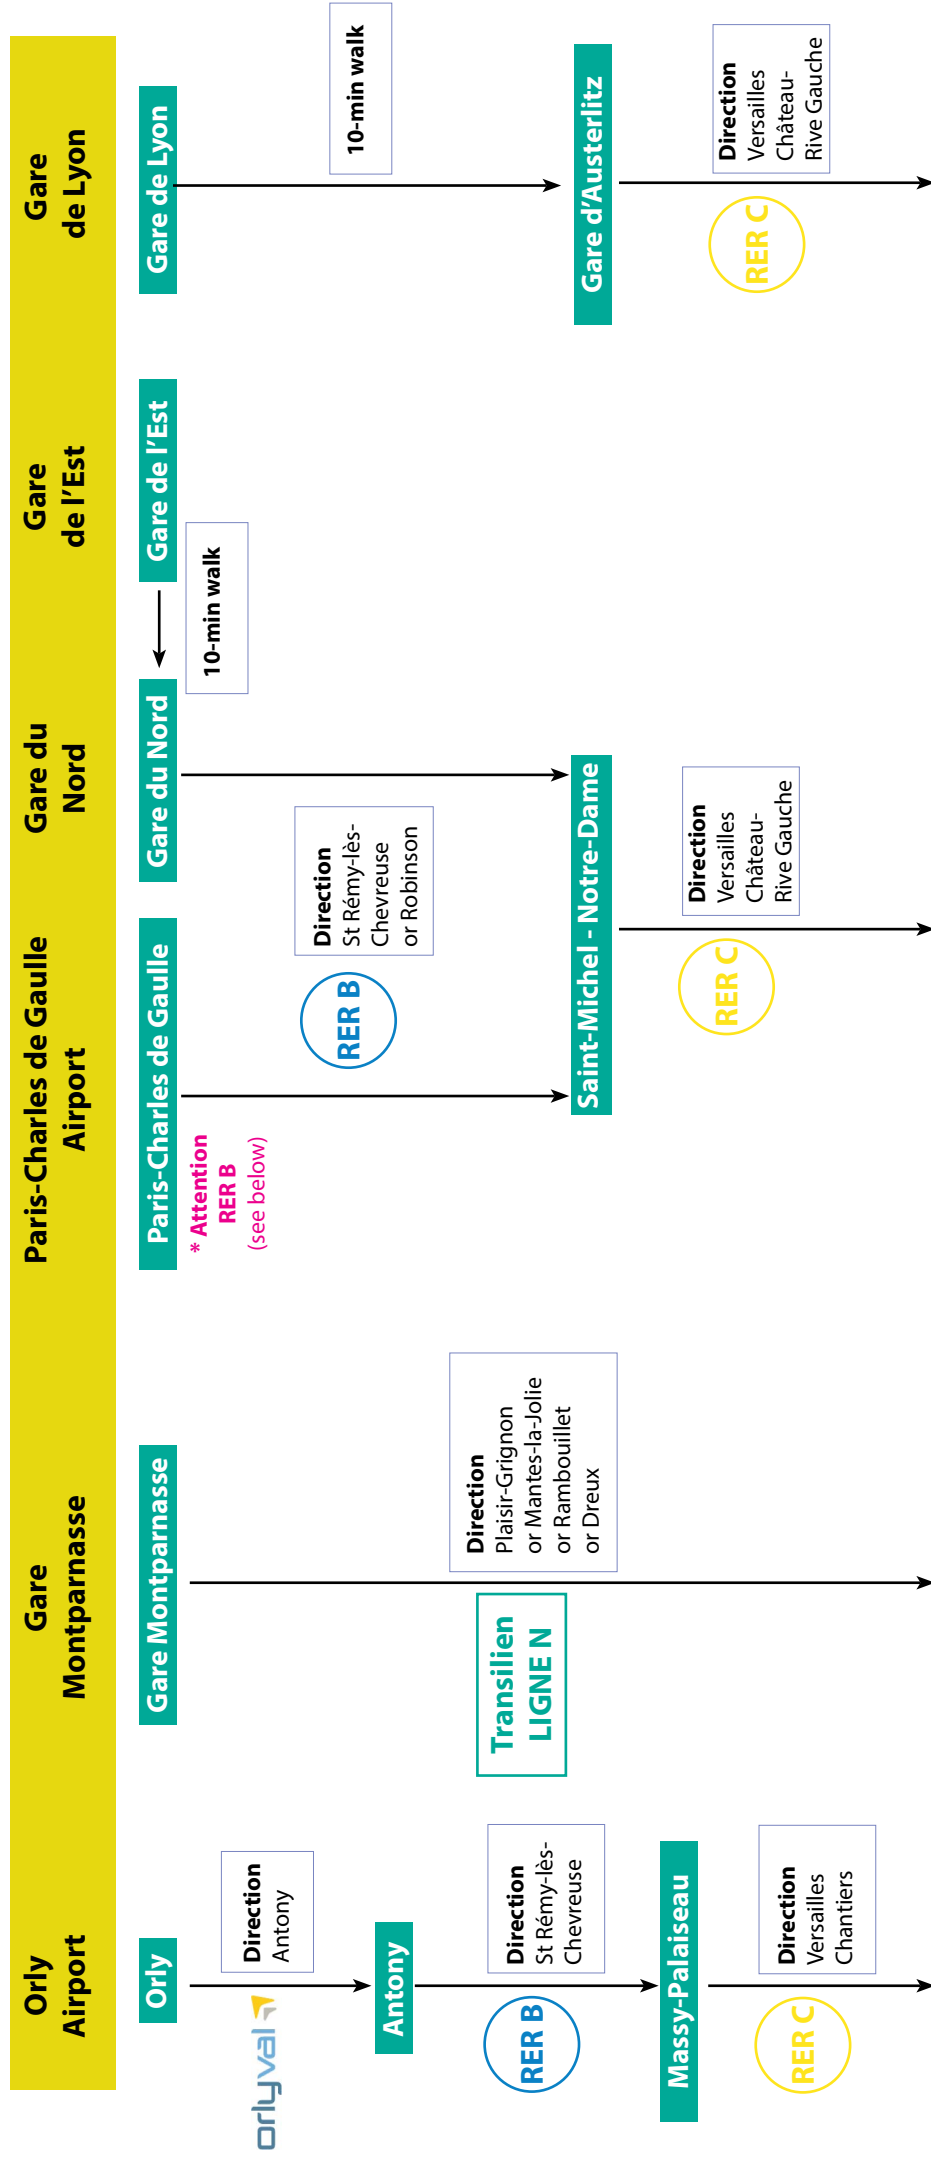 Orly
Airport
Gare
Montparnasse
Paris-Charles de Gaulle
Airport
Gare du
Nord
Gare
de l'Est
Gare
de Lyon
Orly
orlyval
Direction
Antony
Antony
RER B
Direction
St Rémy-lès-
Chevreuse
Massy-Palaiseau
RER C
Direction
Versailles
Chantiers
Gare Montparnasse
Transilien
LIGNE N
Direction
Plaisir-Grignon
or Mantes-la-Jolie
or Rambouillet
or Dreux
Paris-Charles de Gaulle
* Attention
RER B
(see below)
Gare du Nord
Gare de l'Est
10-min walk
RER B
Direction
St Rémy-lès-
Chevreuse
or Robinson
Saint-Michel - Notre-Dame
RER C
Direction
Versailles
Château-
Rive Gauche
Gare de Lyon
10-min walk
Gare d'Austerlitz
RER C
Direction
Versailles
Château-
Rive Gauche